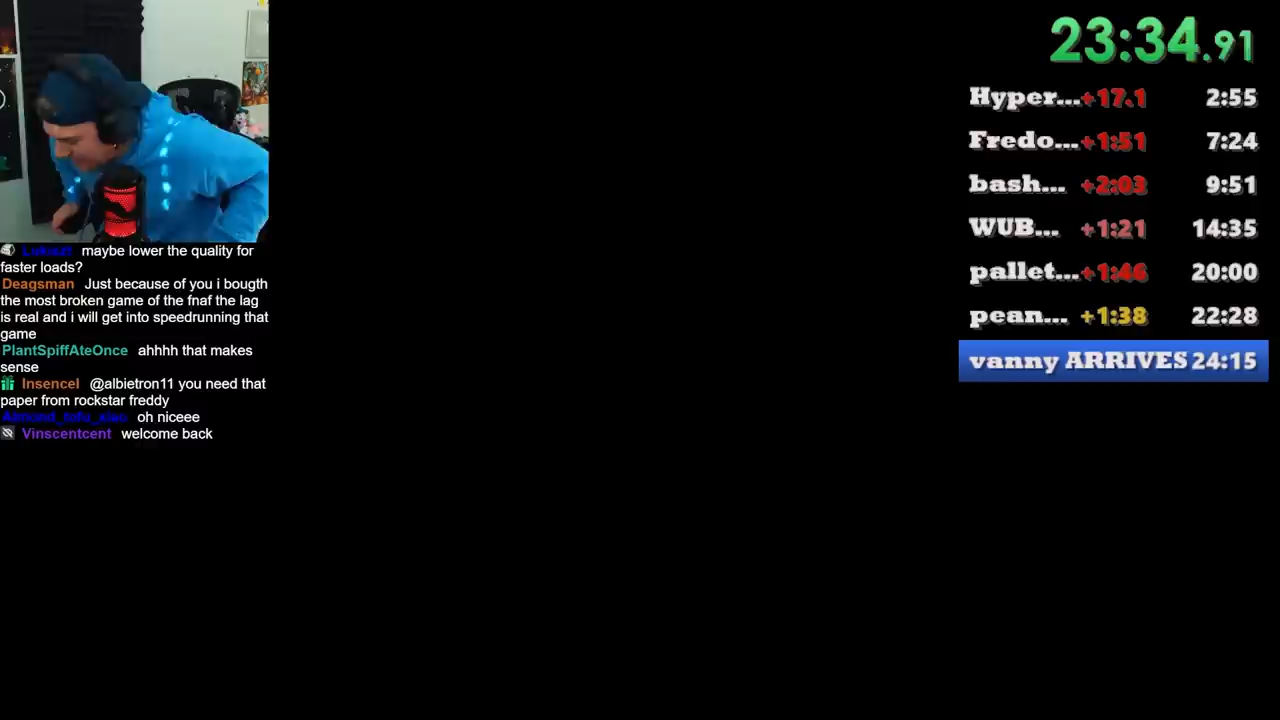 23:34.91
Hyper... +17.1 2:55
Fredo... +1:51 7:24
bash... +2:03 9:51
WUB... +1:21 14:35
pallet... +1:46 20:00
pean... +1:38 22:28
vanny ARRIVES 24:15
maybe lower the quality for
faster loads?
Deagsman Just because of you i bougth
the most broken game of the fnaf the lag
is real and i will get into speedrunning that
game
PlantSpiffAteOnce ahhhh that makes
sense
Insencel @albietron11 you need that
paper from rockstar freddy
Almond_tofu_xiao oh niceee
Vinscentcent welcome back